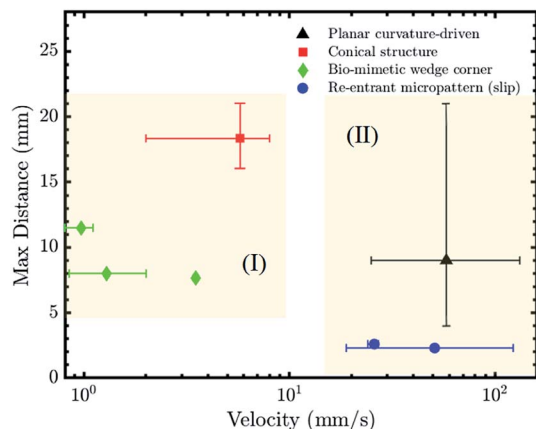 Planar curvature-driven
Conical structure
Bio-mimetic wedge corner
Re-entrant micropattern (slip)
(I)
(II)
Max Distance (mm)
25
20
15
10
5
0
10⁰
10¹
10²
Velocity (mm/s)